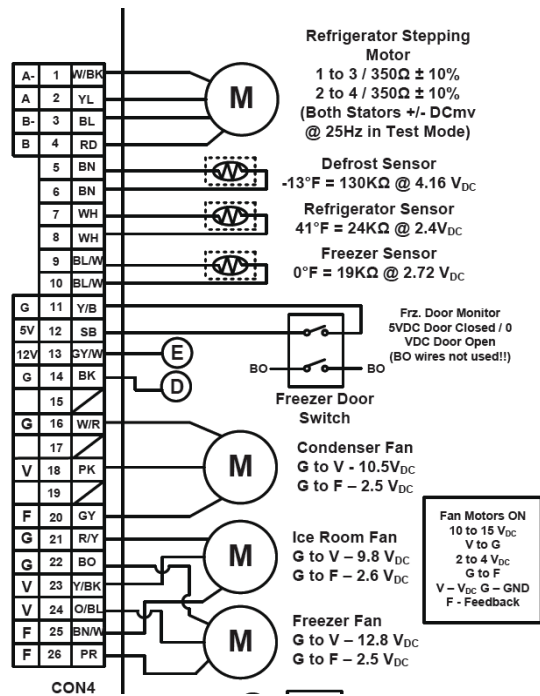 Refrigerator Stepping
Motor
1 to 3 / 350Ω ± 10%
2 to 4 / 350Ω ± 10%
(Both Stators +/- DCmv
@ 25Hz in Test Mode)
A- 1 W/BK
A 2 YL
B- 3 BL
B 4 RD
M
5 BN
6 BN
Defrost Sensor
-13°F = 130KΩ @ 4.16 VDC
7 WH
8 WH
Refrigerator Sensor
41°F = 24KΩ @ 2.4VDC
9 BL/W
10 BL/W
Freezer Sensor
0°F = 19KΩ @ 2.72 VDC
G 11 Y/B
5V 12 SB
12V 13 GY/W
G 14 BK
E
D
Frz. Door Monitor
5VDC Door Closed / 0
VDC Door Open
(BO wires not used!!)
BO BO
Freezer Door
Switch
15
G 16 W/R
17
V 18 PK
19
F 20 GY
M
Condenser Fan
G to V - 10.5VDC
G to F – 2.5 VDC
G 21 R/Y
G 22 BO
V 23 Y/BK
V 24 O/BL
F 25 BN/W
F 26 PR
M
Ice Room Fan
G to V – 9.8 VDC
G to F – 2.6 VDC
M
Freezer Fan
G to V – 12.8 VDC
G to F – 2.5 VDC
Fan Motors ON
10 to 15 VDC
V to G
2 to 4 VDC
G to F
V – VDC G – GND
F - Feedback
CON4